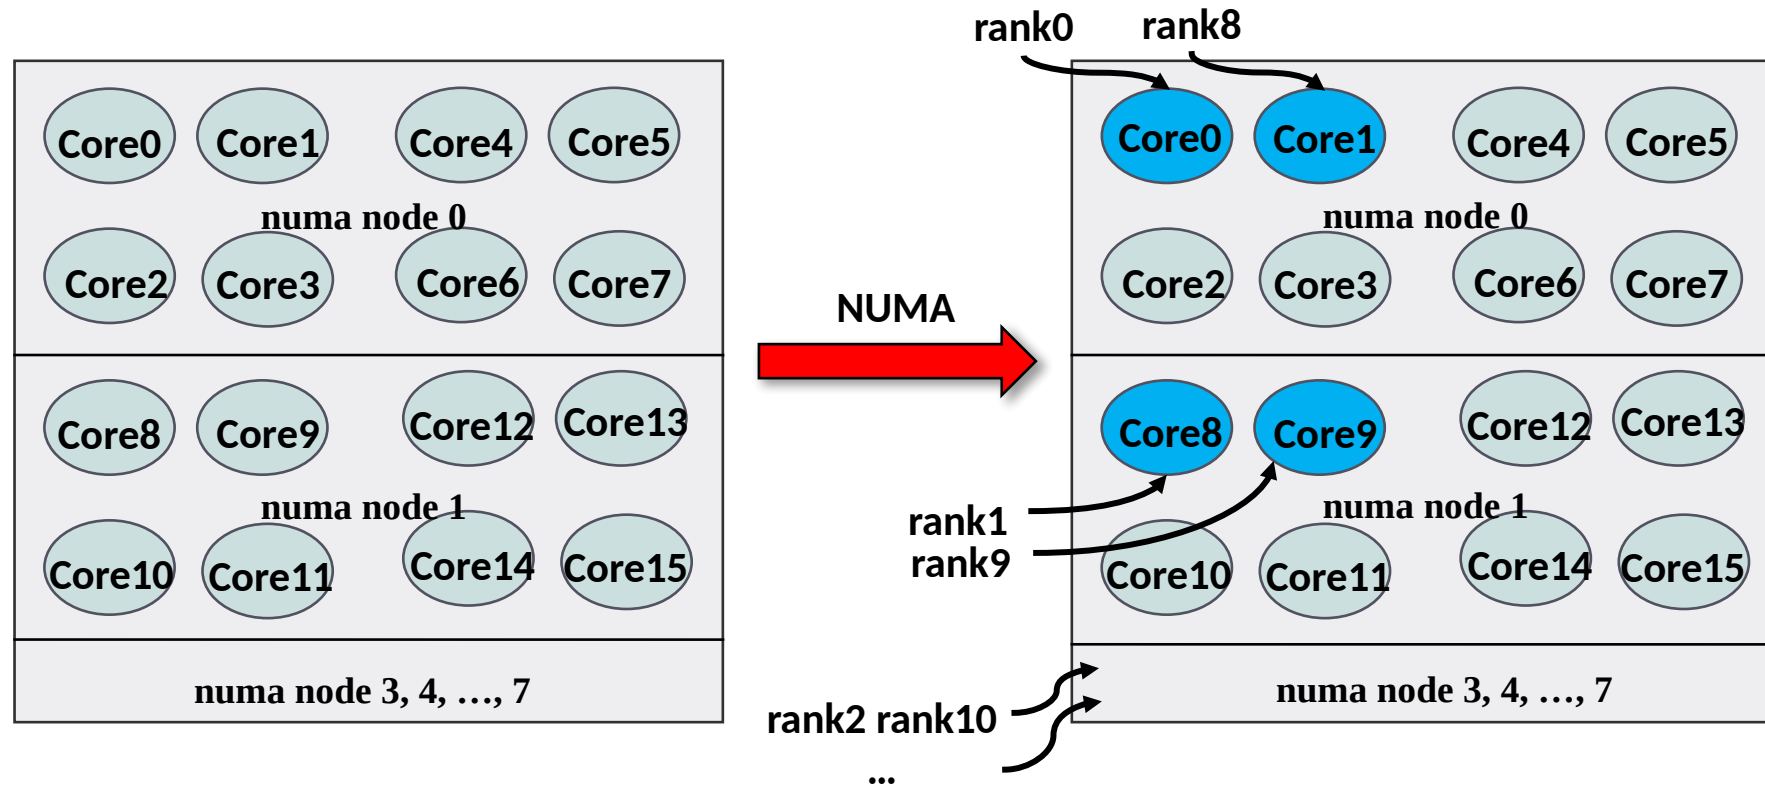 Core0 Core1 Core4 Core5
numa node 0
Core2 Core3 Core6 Core7
Core8 Core9 Core12 Core13
numa node 1
Core10 Core11 Core14 Core15
numa node 3, 4, …, 7
NUMA
rank0 rank8
Core0 Core1 Core4 Core5
numa node 0
Core2 Core3 Core6 Core7
Core8 Core9 Core12 Core13
numa node 1
rank1
rank9
Core10 Core11 Core14 Core15
numa node 3, 4, …, 7
rank2 rank10
...